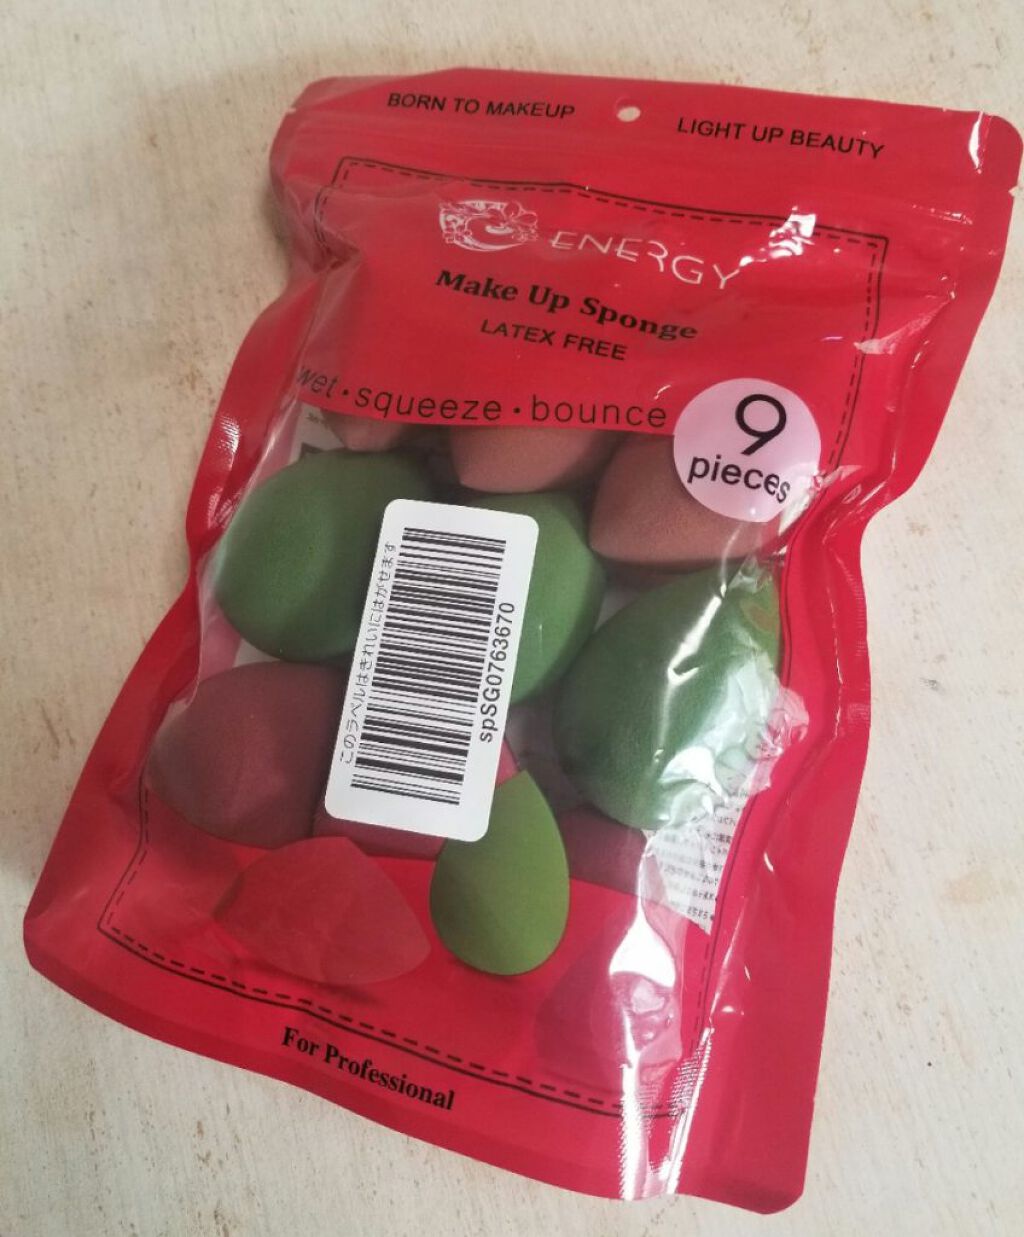 BORN TO MAKEUP
LIGHT UP BEAUTY
ENERGY
Make Up Sponge
LATEX FREE
wet・squeeze・bounce
9
pieces
このラベルはきれいにはがせます
spSG0763670
For Professional